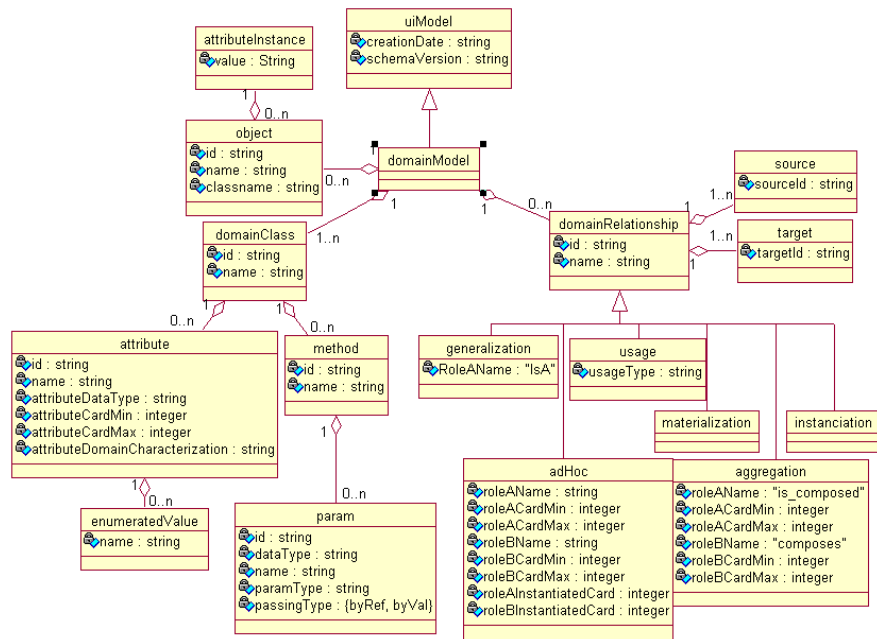 uiModel
creationDate : string
schemaVersion : string
attributeInstance
value : String
1
0..n
object
id : string
name : string
classname : string
0..n
1
domainModel
1
1..n
1
0..n
source
sourceId : string
1..n
1
domainRelationship
id : string
name : string
target
targetId : string
1..n
1
domainClass
id : string
name : string
1
0..n
1
0..n
attribute
id : string
name : string
attributeDataType : string
attributeCardMin : integer
attributeCardMax : integer
attributeDomainCharacterization : string
method
id : string
name : string
generalization
RoleAName : "IsA"
usage
usageType : string
materialization
instanciation
1
0..n
enumeratedValue
name : string
1
0..n
param
id : string
dataType : string
name : string
paramType : string
passingType : {byRef, byVal}
adHoc
roleAName : string
roleACardMin : integer
roleACardMax : integer
roleBName : string
roleBCardMin : integer
roleBCardMax : integer
roleAInstantiatedCard : integer
roleBInstantiatedCard : integer
aggregation
roleAName : "is_composed"
roleACardMin : integer
roleACardMax : integer
roleBName : "composes"
roleBCardMin : integer
roleBCardMax : integer